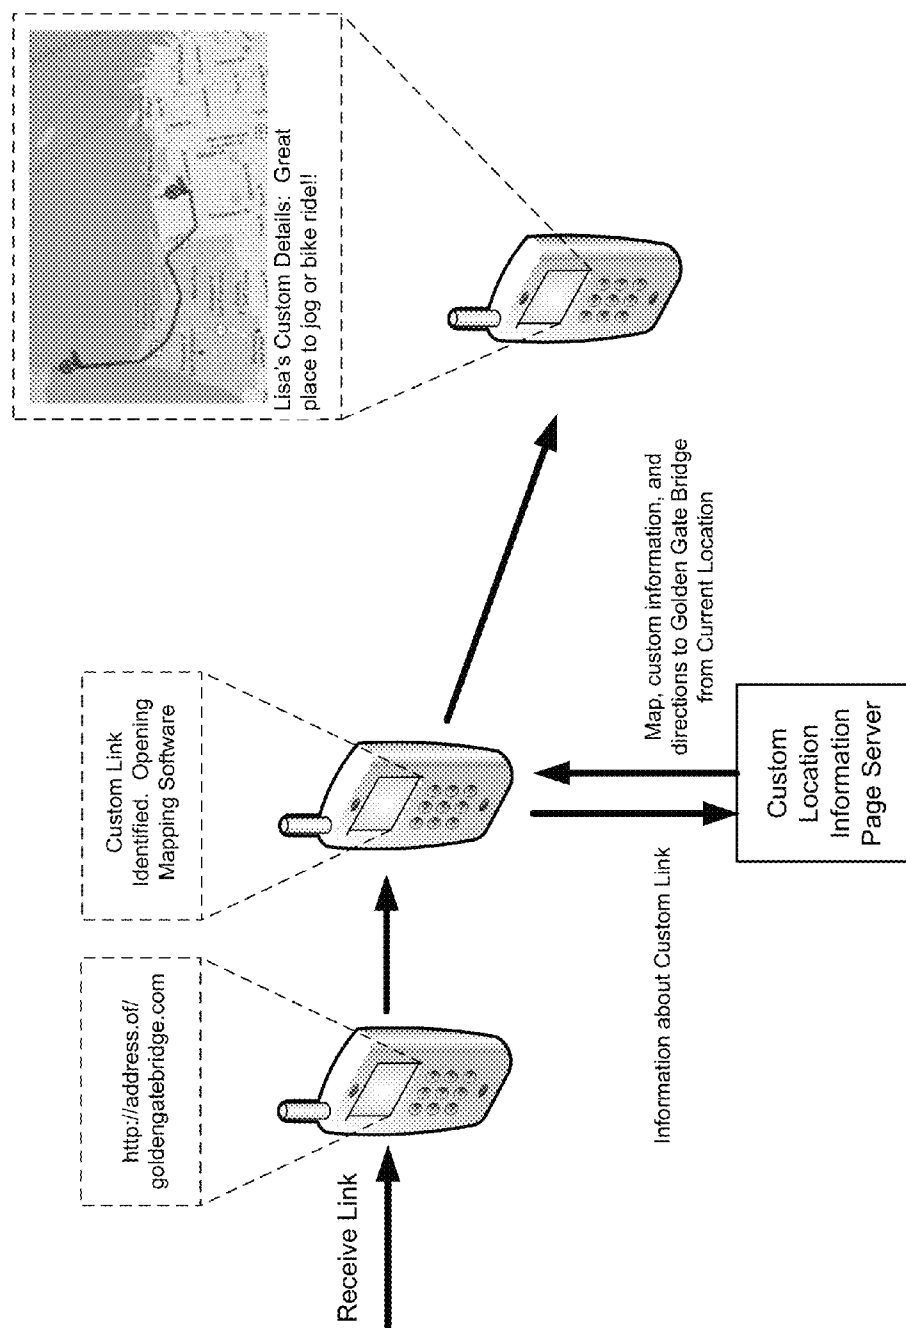 Receive Link
http://address.of/
goldengatebridge.com
Custom Link
Identified.  Opening
Mapping Software
Information about Custom Link
Custom
Location
Information
Page Server
Map, custom information, and
directions to Golden Gate Bridge
from Current Location
Lisa's Custom Details:  Great
place to jog or bike ride!!